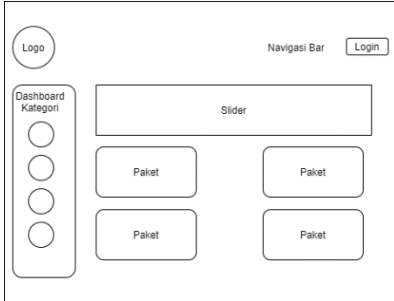 Logo
Navigasi Bar
Login
Dashboard
Kategori
Slider
Paket
Paket
Paket
Paket